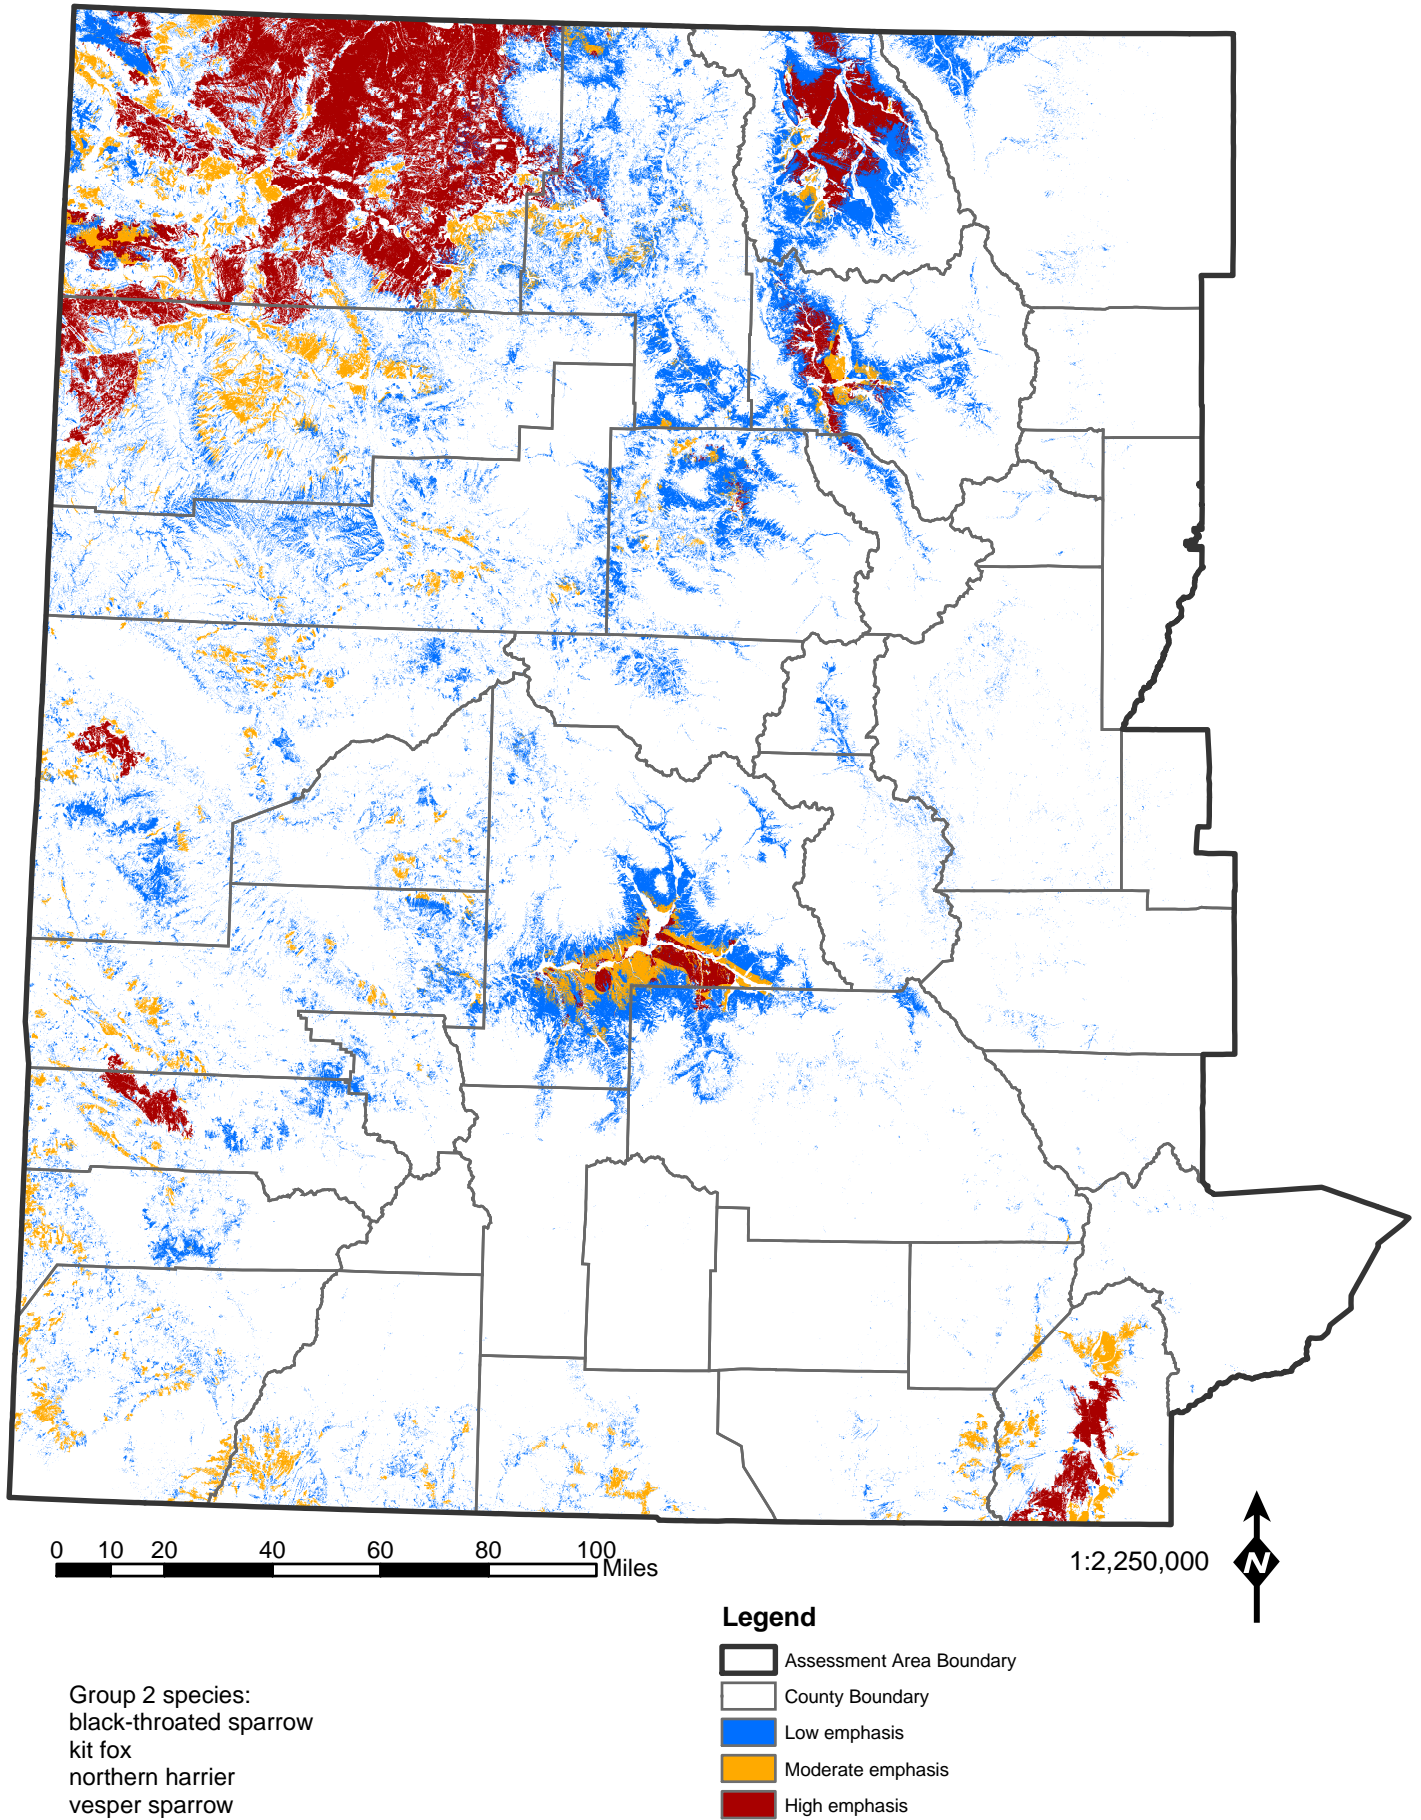 0 10 20 40 60 80 100
Miles
1:2,250,000
N
Legend
Assessment Area Boundary
County Boundary
Low emphasis
Moderate emphasis
High emphasis
Group 2 species:
black-throated sparrow
kit fox
northern harrier
vesper sparrow